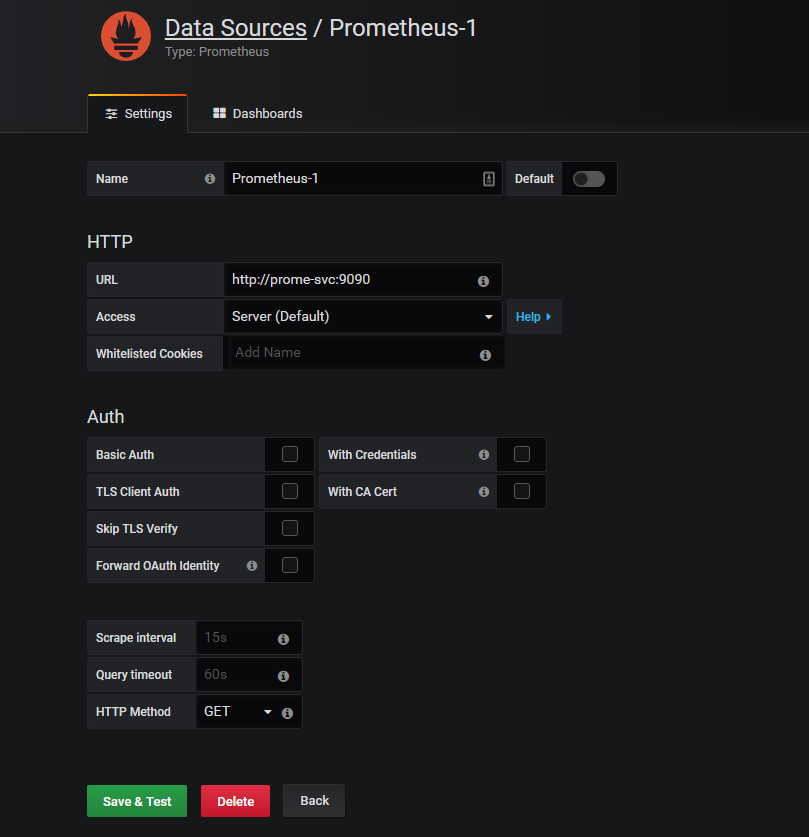 Data Sources / Prometheus-1
Type: Prometheus
Settings Dashboards
Name Prometheus-1 Default
HTTP
URL http://prome-svc:9090
Access Server (Default) Help
Whitelisted Cookies Add Name
Auth
Basic Auth With Credentials
TLS Client Auth With CA Cert
Skip TLS Verify
Forward OAuth Identity
Scrape interval 15s
Query timeout 60s
HTTP Method GET
Save & Test Delete Back